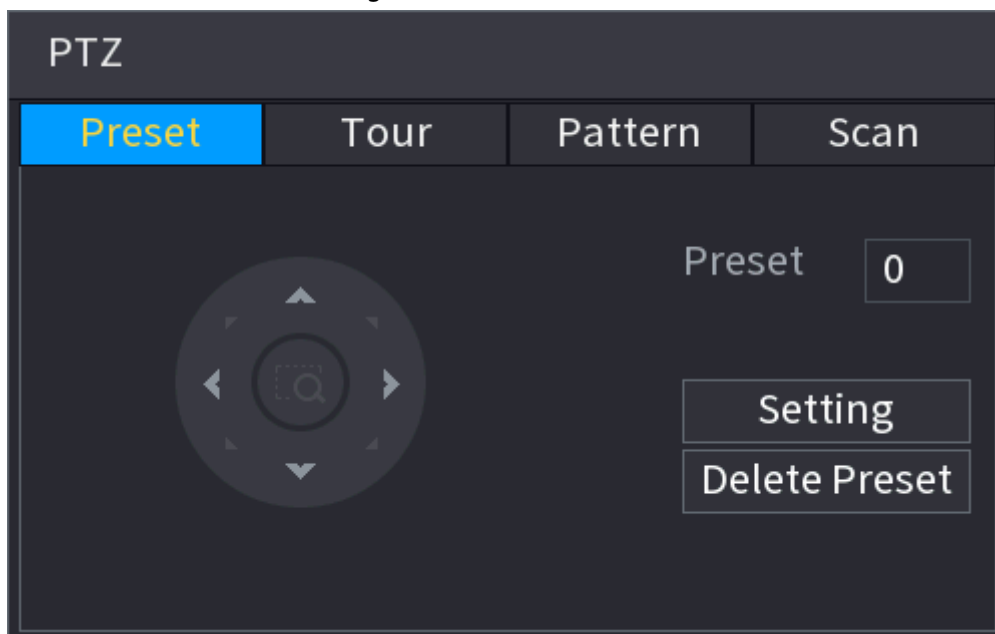 PTZ
Preset Tour Pattern Scan
Preset 0
Setting
Delete Preset